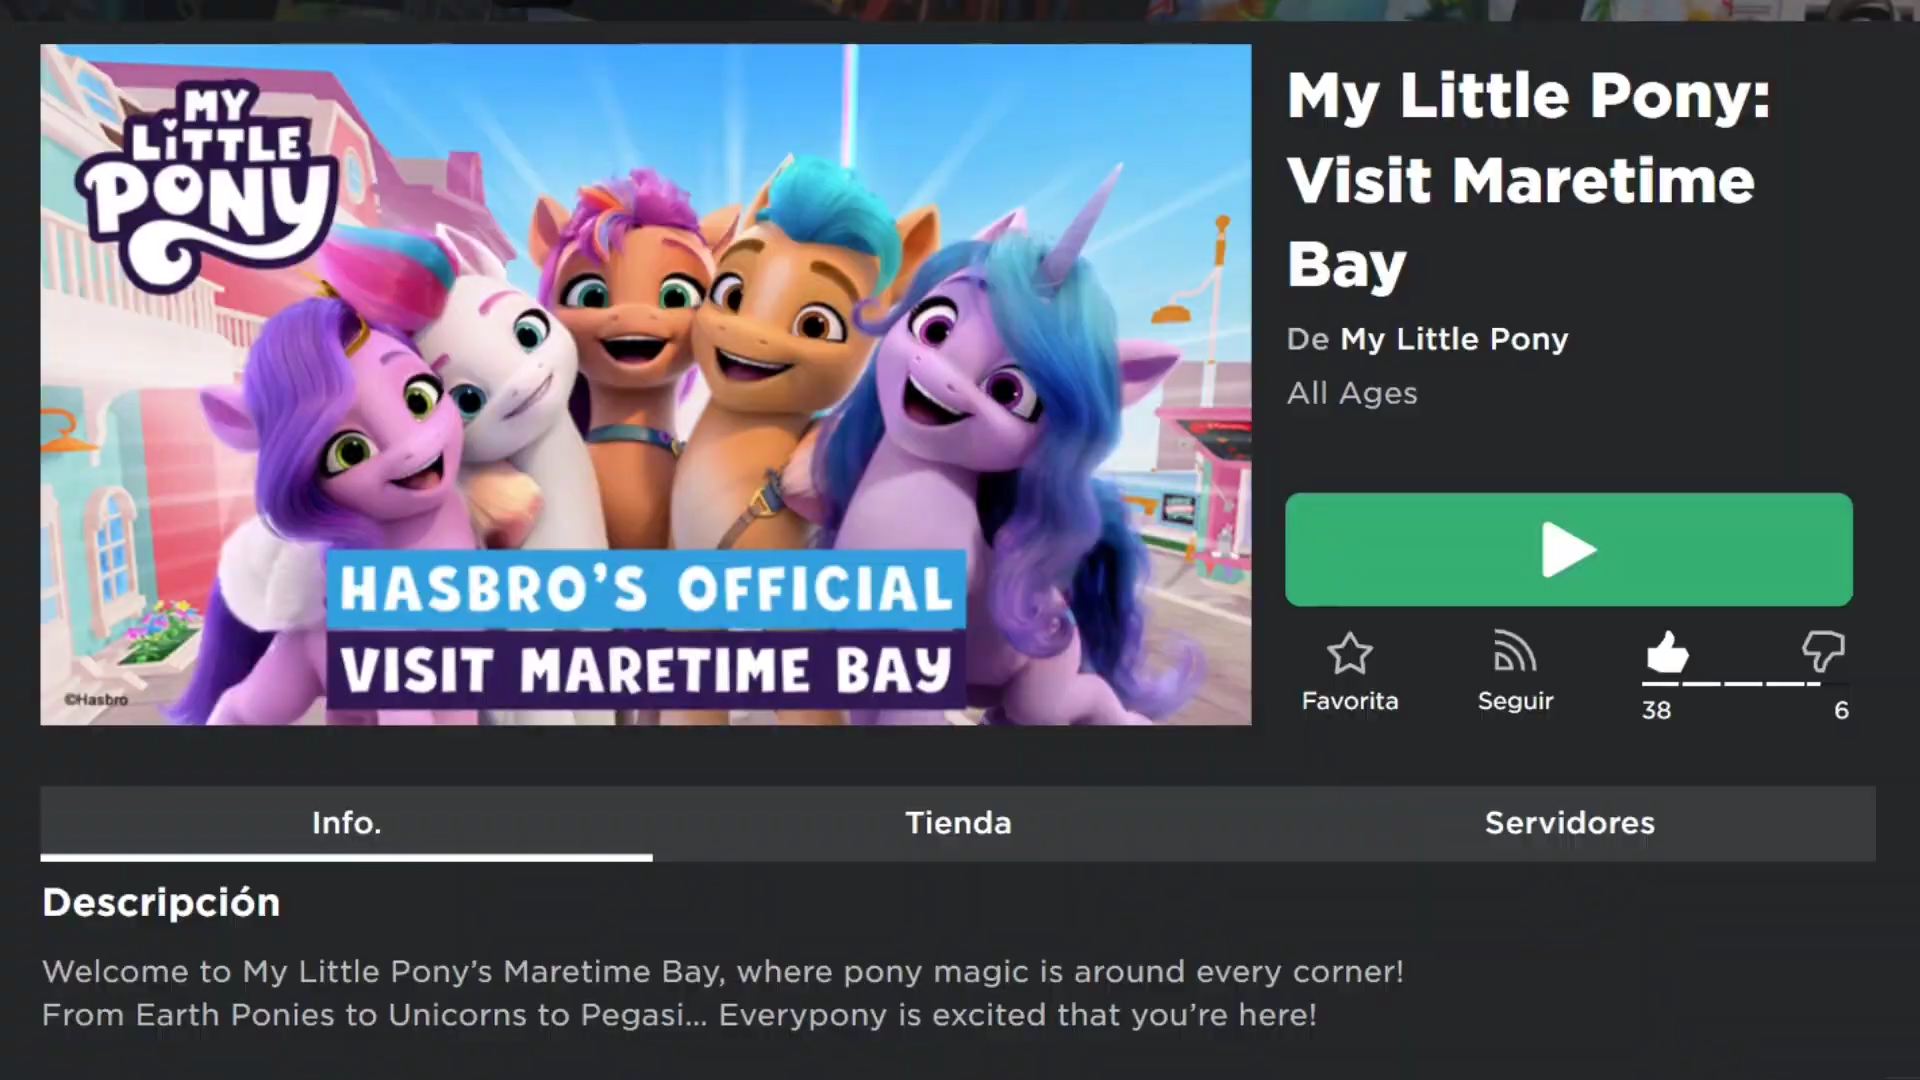 MY
LiTTLE
PONY
HASBRO'S OFFICIAL
VISIT MARETIME BAY
©Hasbro
My Little Pony:
Visit Maretime
Bay
De My Little Pony
All Ages
Favorita
Seguir
38
6
Info.
Tienda
Servidores
Descripción
Welcome to My Little Pony's Maretime Bay, where pony magic is around every corner!
From Earth Ponies to Unicorns to Pegasi... Everypony is excited that you're here!